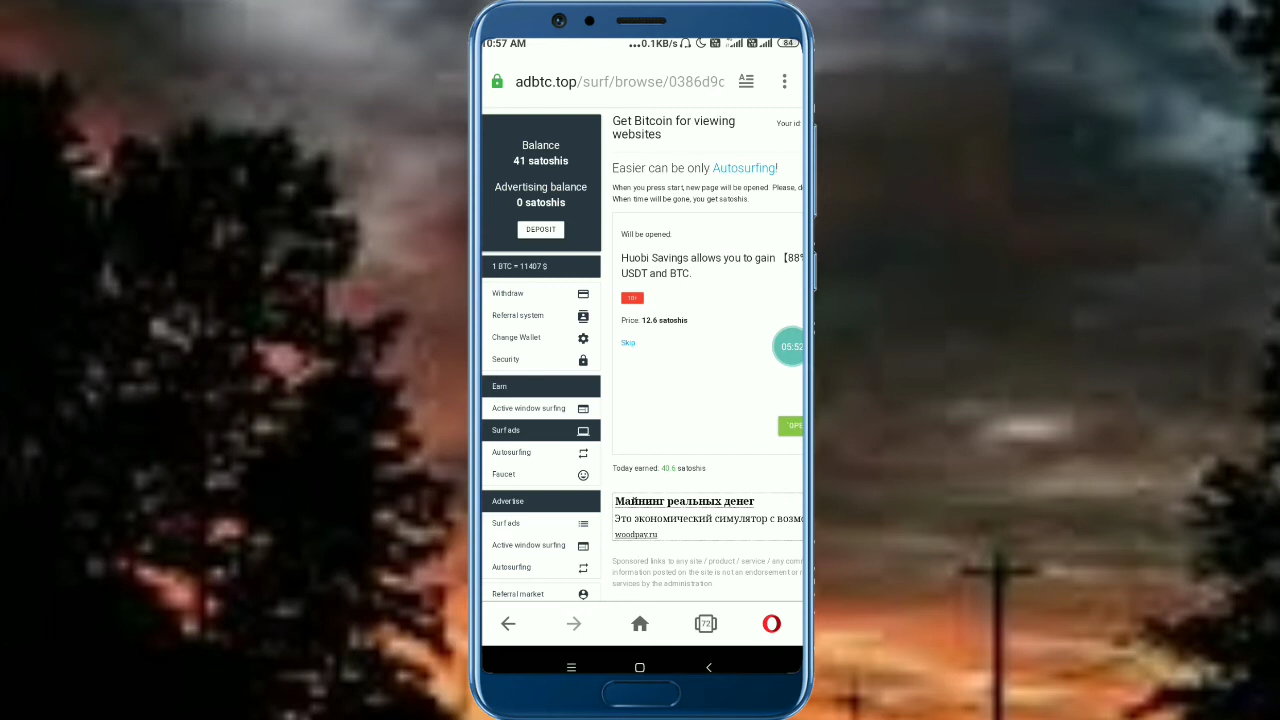 10:57 AM
...0.1KB/s
84
adbtc.top/surf/browse/0386d9c
Balance
41 satoshis
Advertising balance
0 satoshis
DEPOSIT
1 BTC = 11407 $
Withdraw
Referral system
Change Wallet
Security
Earn
Active window surfing
Surf ads
Autosurfing
Faucet
Advertise
Surf ads
Active window surfing
Autosurfing
Referral market
Get Bitcoin for viewing
websites
Your id
Easier can be only Autosurfing!
When you press start, new page will be opened. Please, d
When time will be gone, you get satoshis.
Will be opened:
Huobi Savings allows you to gain 【88%
USDT and BTC.
Price: 12.6 satoshis
Skip
05:52
OPE
Today earned: 40.6 satoshis
Майнинг реальных денег
Это экономический симулятор с возмо
woodpay.ru
Sponsored links to any site / product / service / any com
information posted on the site is not an endorsement or
services by the administration
72